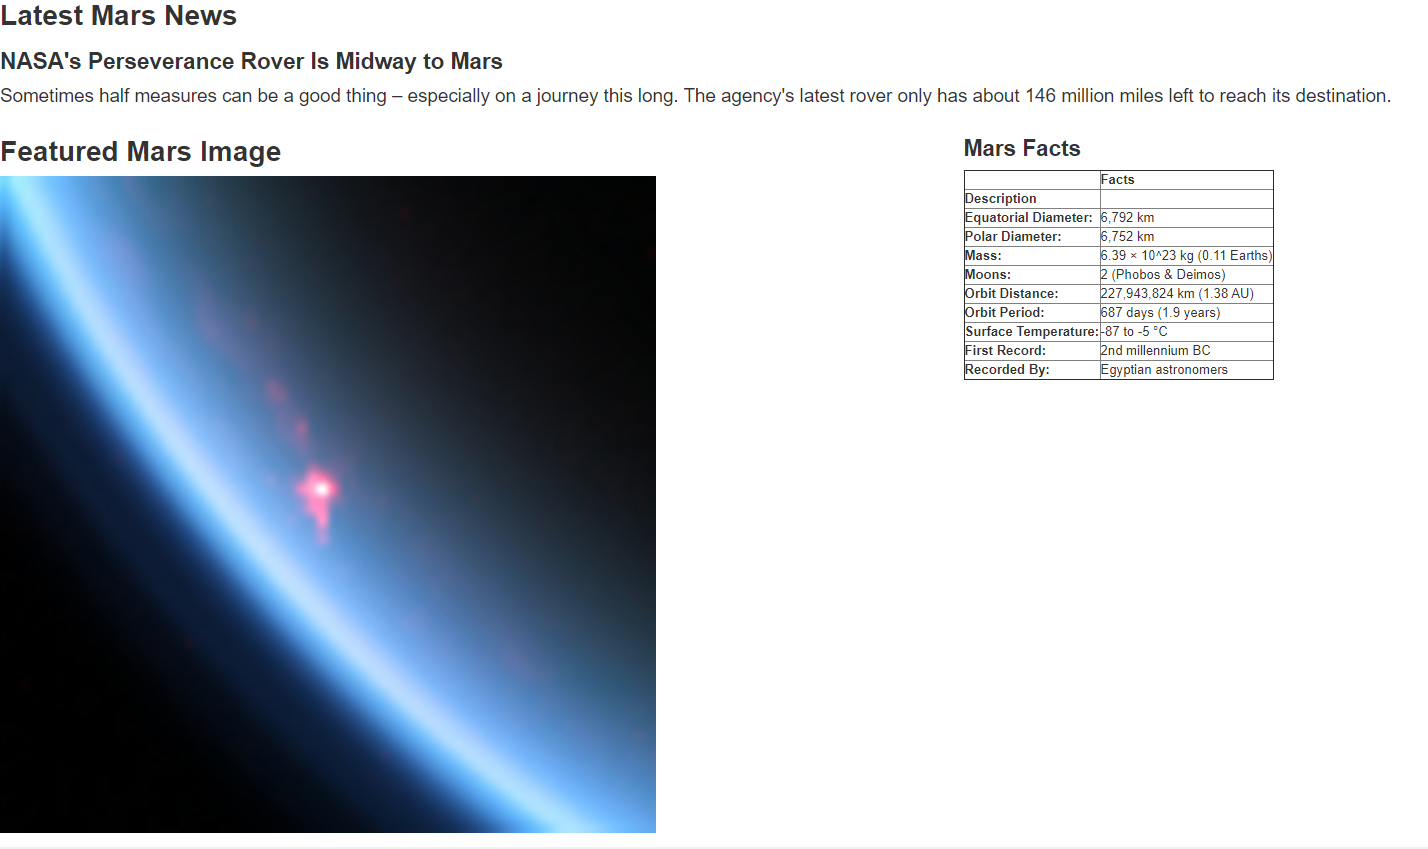 Latest Mars News
NASA's Perseverance Rover Is Midway to Mars
Sometimes half measures can be a good thing – especially on a journey this long. The agency's latest rover only has about 146 million miles left to reach its destination.
Featured Mars Image
Mars Facts
Facts
Description
Equatorial Diameter: 6,792 km
Polar Diameter: 6,752 km
Mass: 6.39 × 10^23 kg (0.11 Earths)
Moons: 2 (Phobos & Deimos)
Orbit Distance: 227,943,824 km (1.38 AU)
Orbit Period: 687 days (1.9 years)
Surface Temperature: -87 to -5 °C
First Record: 2nd millennium BC
Recorded By: Egyptian astronomers